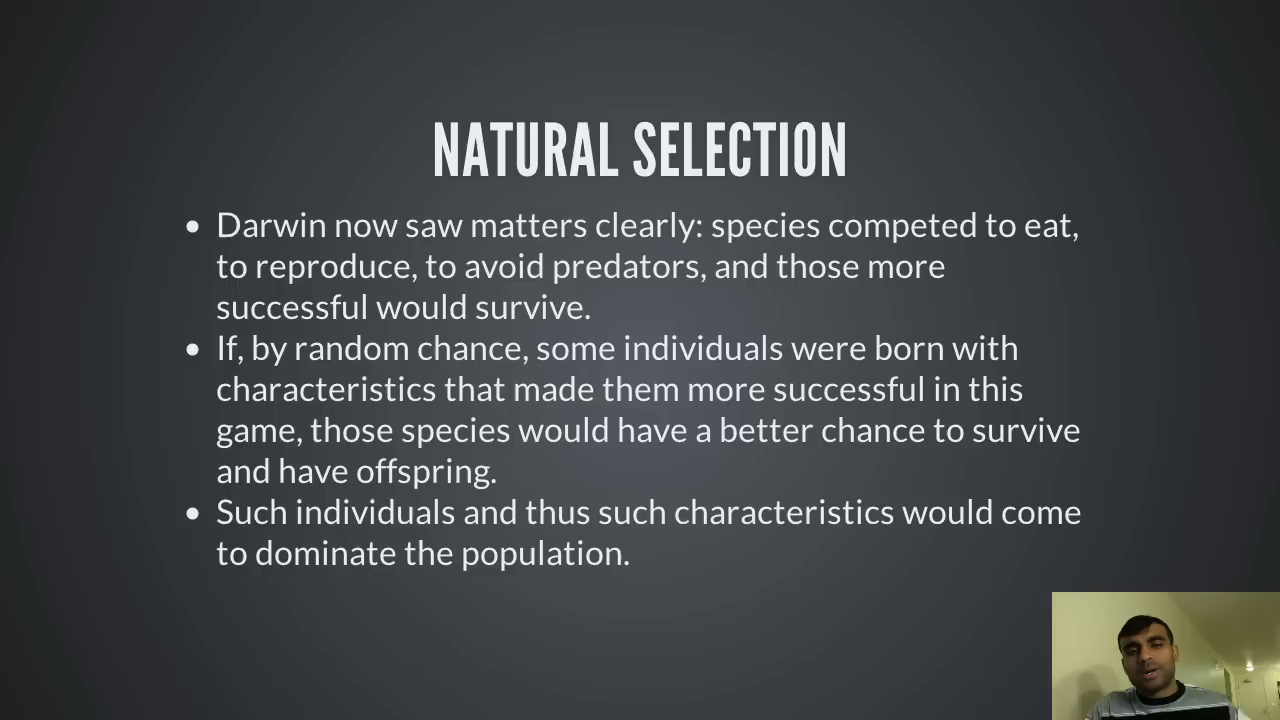 NATURAL SELECTION
• Darwin now saw matters clearly: species competed to eat,
to reproduce, to avoid predators, and those more
successful would survive.
• If, by random chance, some individuals were born with
characteristics that made them more successful in this
game, those species would have a better chance to survive
and have offspring.
• Such individuals and thus such characteristics would come
to dominate the population.